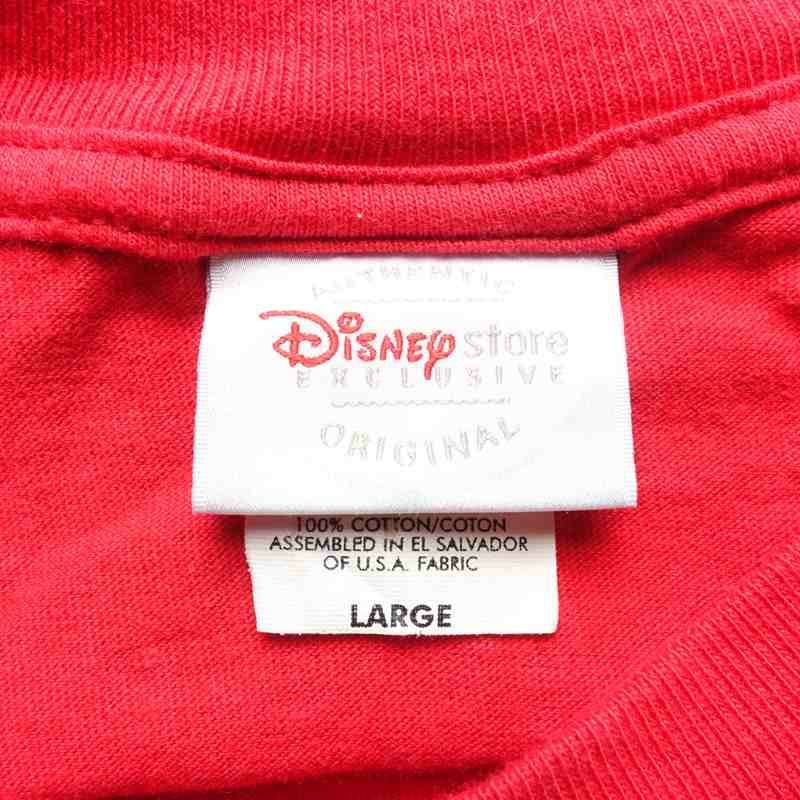 AUTHENTIC
Disney store
EXCLUSIVE
ORIGINAL
100% COTTON/COTON
ASSEMBLED IN EL SALVADOR
OF U.S.A. FABRIC
LARGE